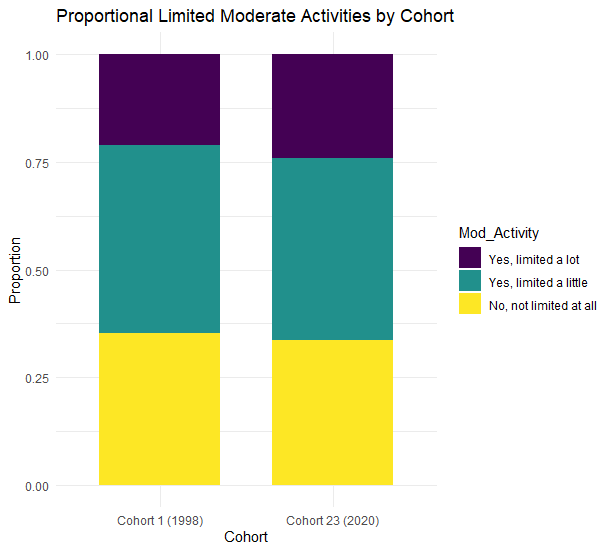 Proportional Limited Moderate Activities by Cohort
1.00
0.75
0.50
0.25
0.00
Proportion
Cohort 1 (1998)
Cohort 23 (2020)
Cohort
Mod_Activity
Yes, limited a lot
Yes, limited a little
No, not limited at all